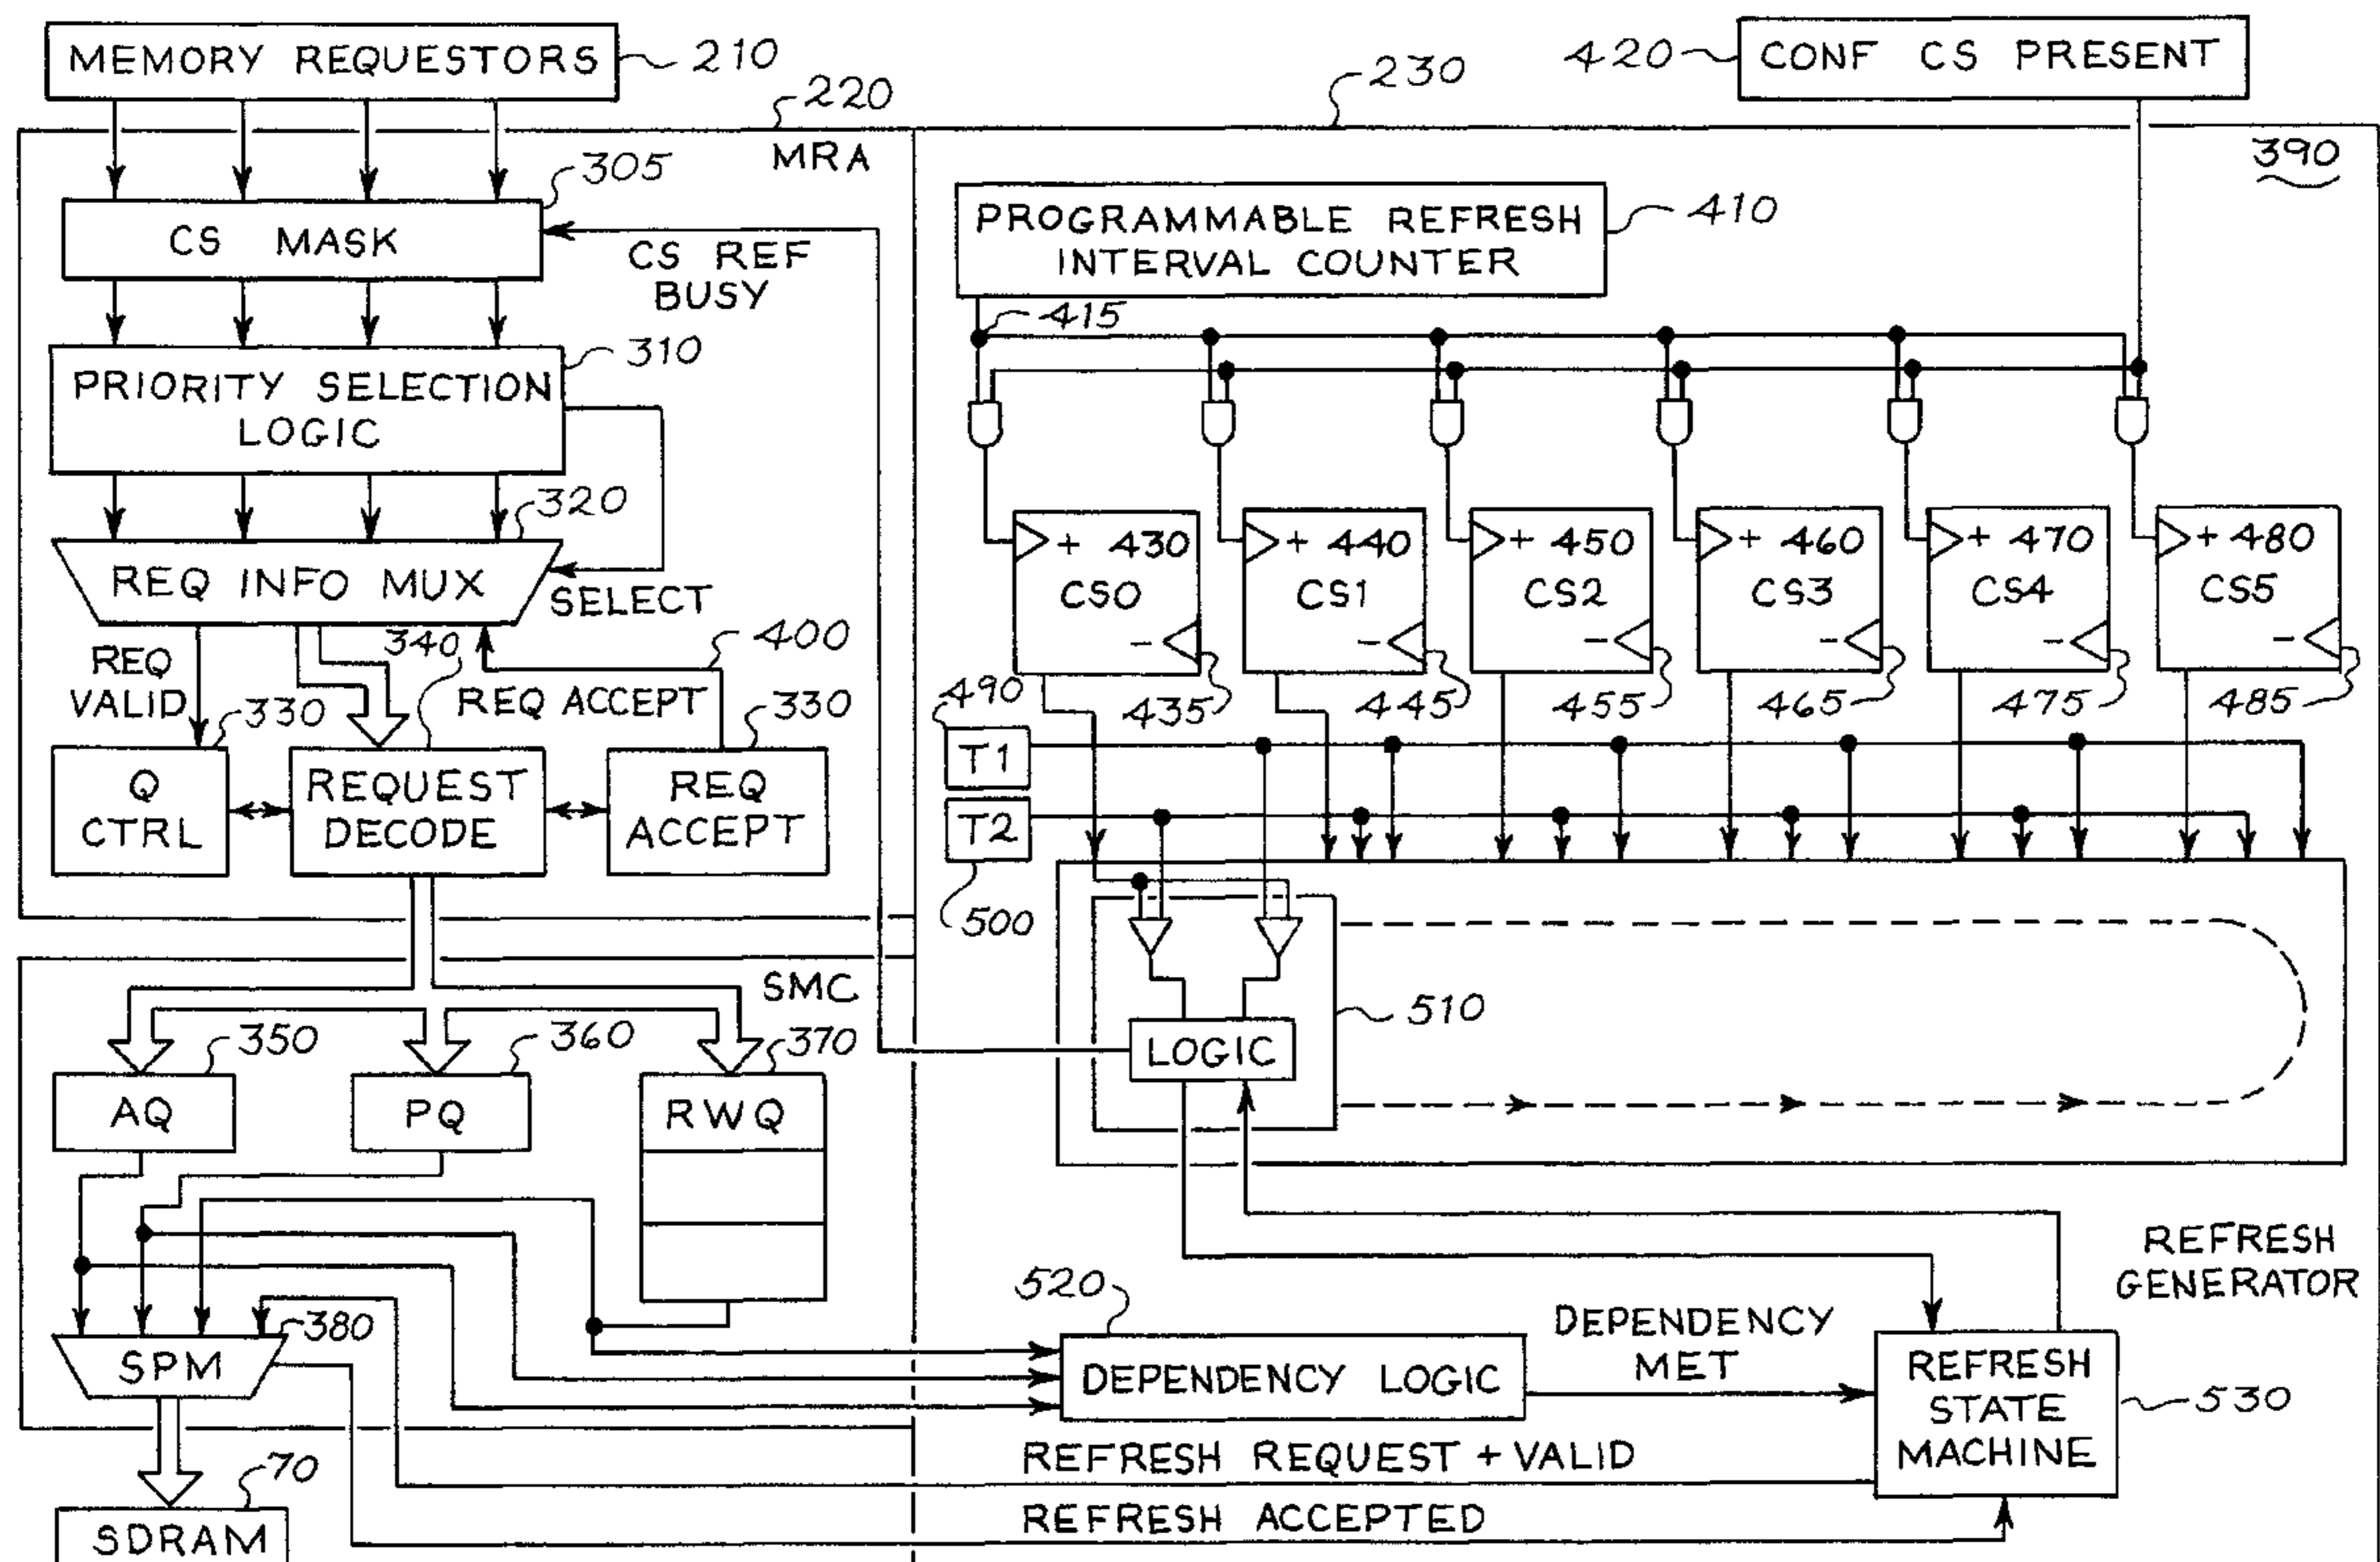 MEMORY REQUESTORS
210
220
MRA
305
CS MASK
CS REF
BUSY
310
PRIORITY SELECTION
LOGIC
320
REQ INFO MUX
SELECT
REQ
VALID
340
400
REQ ACCEPT
330
330
Q
CTRL
REQUEST
DECODE
REQ
ACCEPT
SMC
350
360
370
AQ
PQ
RWQ
380
SPM
70
SDRAM
230
420
CONF CS PRESENT
390
PROGRAMMABLE REFRESH
INTERVAL COUNTER
410
415
+ 430
CS0
-
+ 440
CS1
-
+ 450
CS2
-
+ 460
CS3
-
+ 470
CS4
-
+ 480
CS5
-
435
445
455
465
475
485
490
T1
T2
500
510
LOGIC
REFRESH
GENERATOR
520
DEPENDENCY LOGIC
DEPENDENCY
MET
REFRESH
STATE
MACHINE
530
REFRESH REQUEST + VALID
REFRESH ACCEPTED